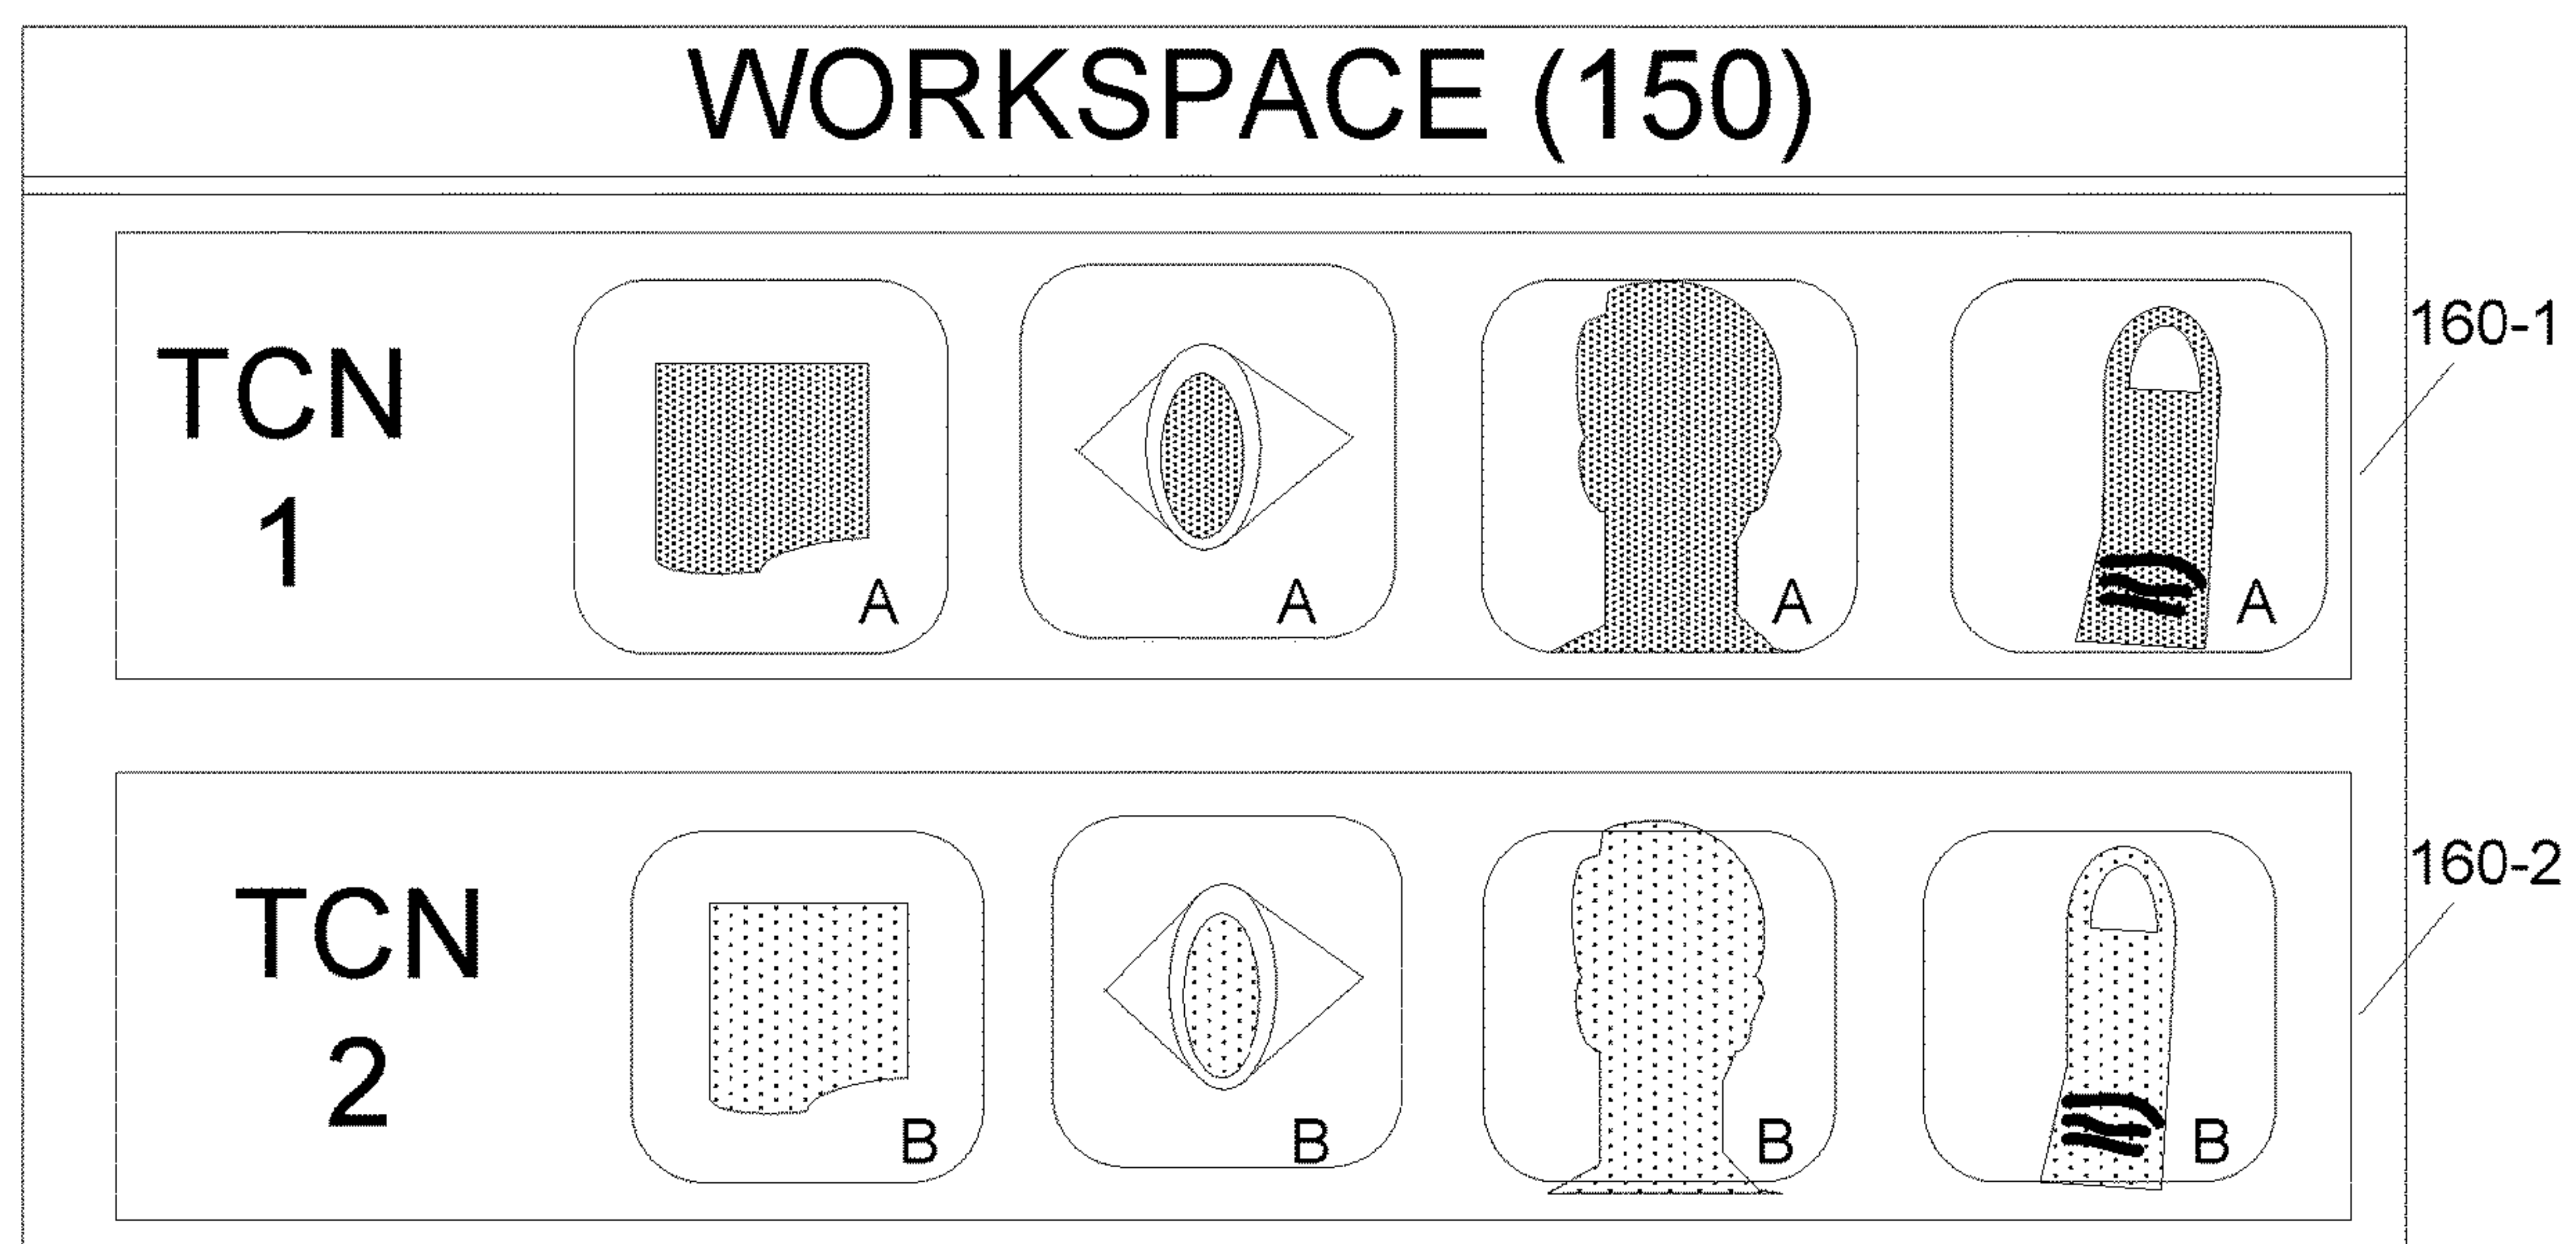 WORKSPACE (150)
160-1
TCN
1
A A A A
160-2
TCN
2
B B B B